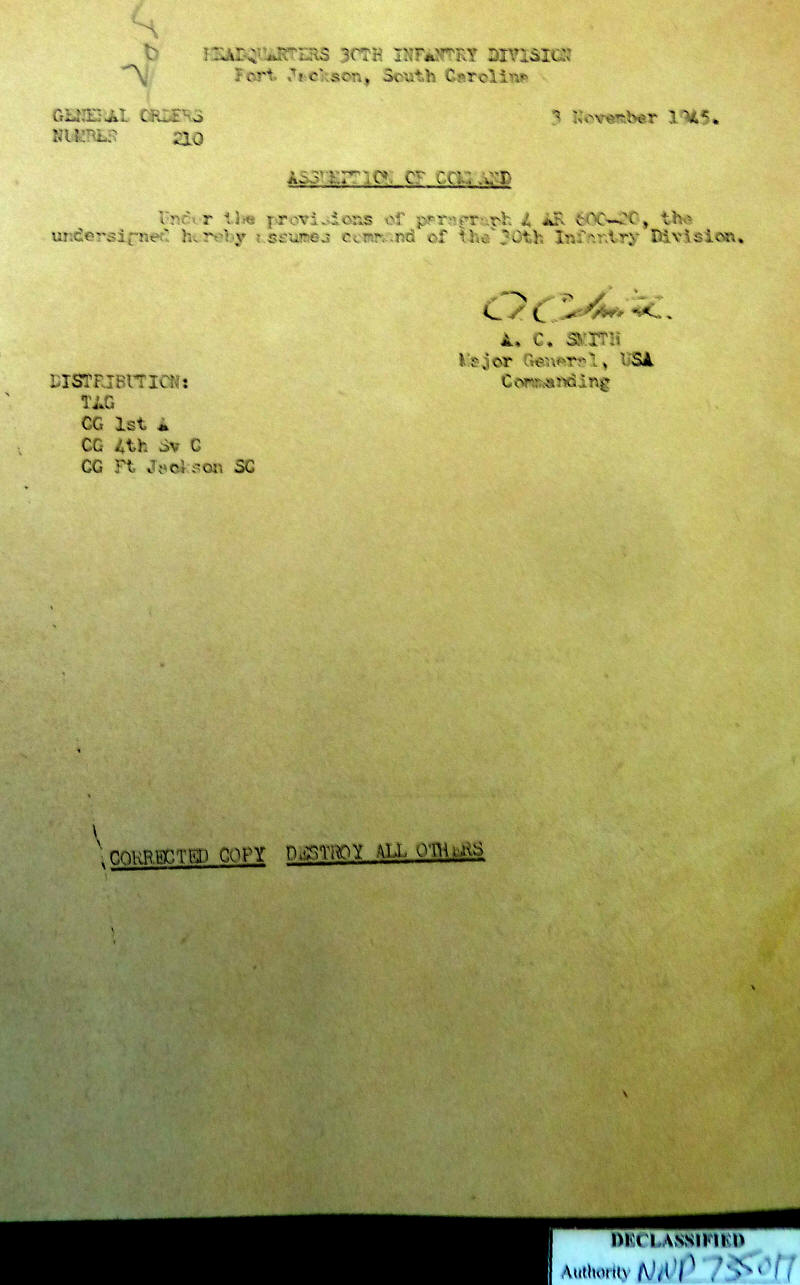 HEADQUARTERS 30TH INFANTRY DIVISION
Fort Jackson, South Carolina
GENERAL ORDERS 3 November 1945.
NUMBER 210
ASSUMPTION OF COMMAND
Under the provisions of paragraph 4 AR 600-20, the
undersigned hereby assumes command of the 30th Infantry Division.
A. C. SMITH
Major General, USA
Commanding
DISTRIBUTION:
TAG
CG 1st A
CG 4th Sv C
CG Ft Jackson SC
CORRECTED COPY DESTROY ALL OTHERS
DECLASSIFIED
Authority